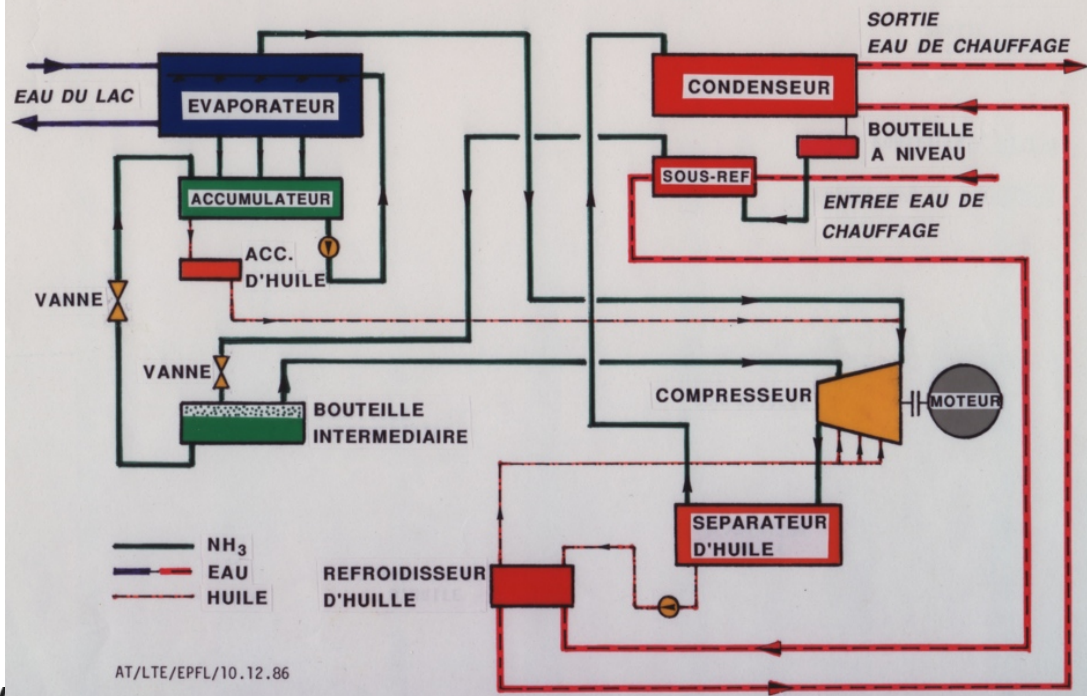 SORTIE
EAU DE CHAUFFAGE
EAU DU LAC
EVAPORATEUR
CONDENSEUR
BOUTEILLE
A NIVEAU
ACCUMULATEUR
SOUS-REF
ENTREE EAU DE
CHAUFFAGE
ACC.
D'HUILE
VANNE
VANNE
COMPRESSEUR
MOTEUR
BOUTEILLE
INTERMEDIAIRE
SEPARATEUR
D'HUILE
NH3
EAU
HUILE
REFROIDISSEUR
D'HUILLE
AT/LTE/EPFL/10.12.86